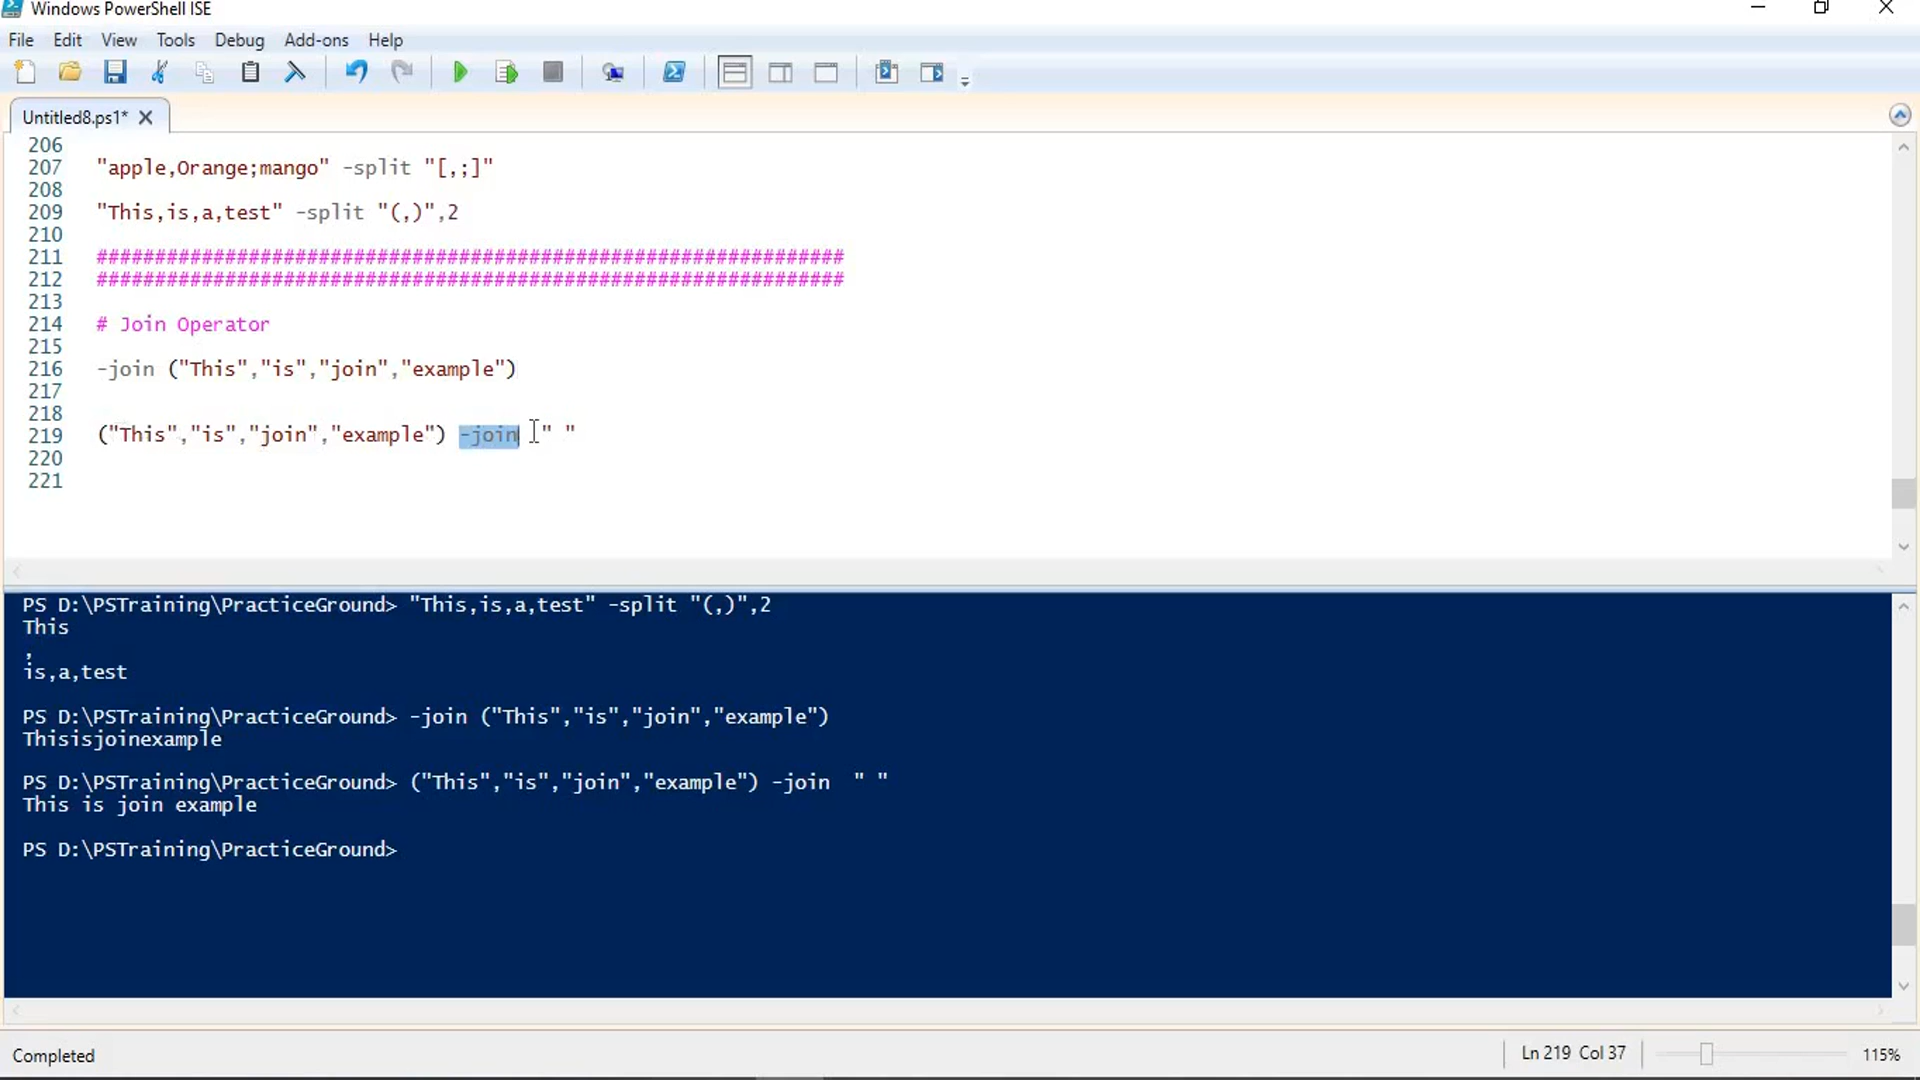 Windows PowerShell ISE
File Edit View Tools Debug Add-ons Help
Untitled8.ps1* X
206
207 "apple,Orange;mango" -split "[,;]"
208
209 "This,is,a,test" -split "(,)",2
210
211 ################################################################
212 ################################################################
213
214 # Join Operator
215
216 -join ("This","is","join","example")
217
218
219 ("This","is","join","example") -join  " "
220
221
PS D:\PSTraining\PracticeGround> "This,is,a,test" -split "(,)",2
This
,
is,a,test
PS D:\PSTraining\PracticeGround> -join ("This","is","join","example")
Thisisjoinexample
PS D:\PSTraining\PracticeGround> ("This","is","join","example") -join  " "
This is join example
PS D:\PSTraining\PracticeGround>
Completed
Ln 219 Col 37
115%